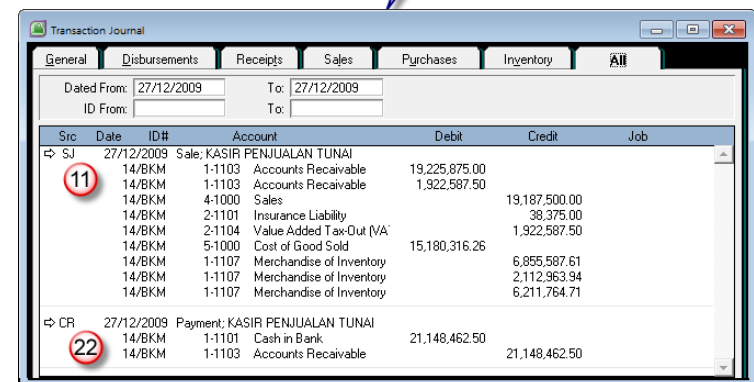 Transaction Journal
General Disbursements Receipts Sales Purchases Inventory All
Dated From: 27/12/2009 To: 27/12/2009
ID From: To:
Src Date ID# Account Debit Credit Job
SJ 27/12/2009 Sale; KASIR PENJUALAN TUNAI
11
14/BKM 1-1103 Accounts Recaivable 19,225,875.00
14/BKM 1-1103 Accounts Recaivable 1,922,587.50
14/BKM 4-1000 Sales 19,187,500.00
14/BKM 2-1101 Insurance Liability 38,375.00
14/BKM 2-1104 Value Added Tax-Out (VA 1,922,587.50
14/BKM 5-1000 Cost of Good Sold 15,180,316.26
14/BKM 1-1107 Merchandise of Inventory 6,855,587.61
14/BKM 1-1107 Merchandise of Inventory 2,112,963.94
14/BKM 1-1107 Merchandise of Inventory 6,211,764.71
CR 27/12/2009 Payment; KASIR PENJUALAN TUNAI
22
14/BKM 1-1101 Cash in Bank 21,148,462.50
14/BKM 1-1103 Accounts Recaivable 21,148,462.50